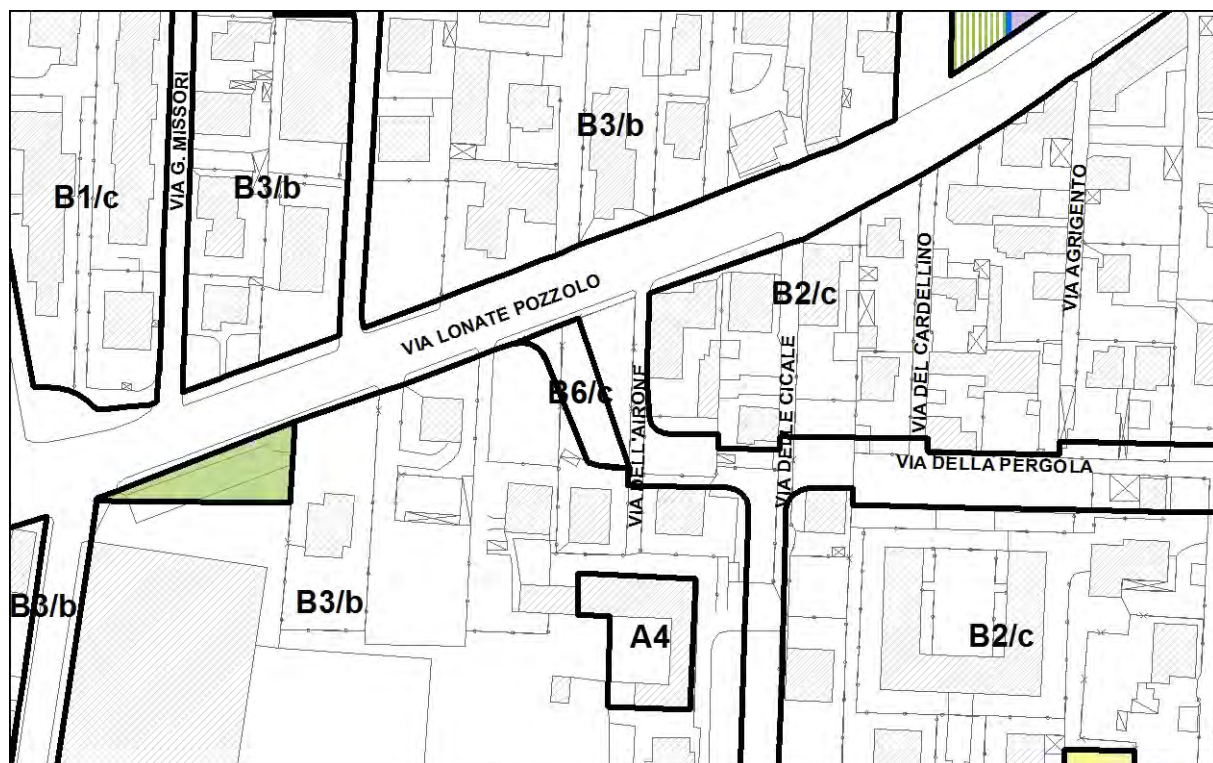 VIA G. MISSORI
B3/b
B1/c
B3/b
VIA LONATE POZZOLO
B2/c
VIA DEL CARDELLINO
VIA AGRIGENTO
B6/c
VIA DELL'AIRONE
VIA DELLE CICALE
VIA DELLA PERGOLA
B3/b
B3/b
A4
B2/c